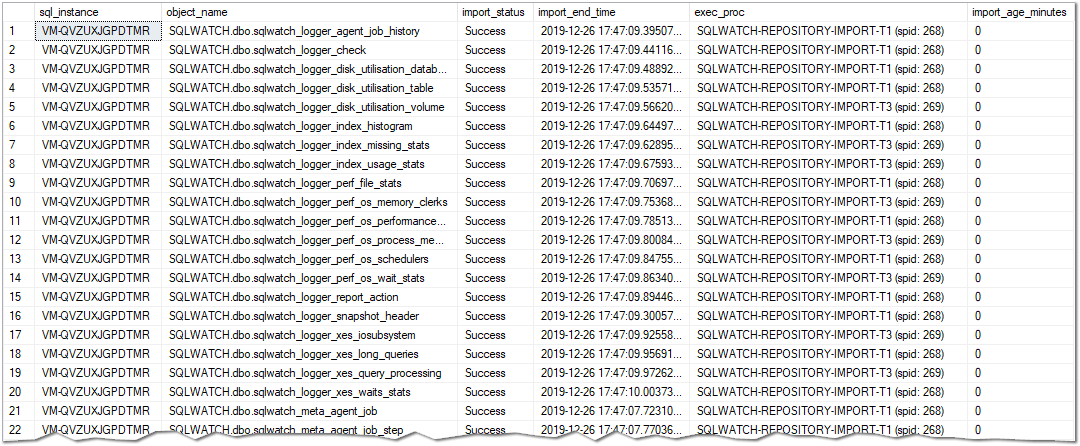 sql_instance object_name import_status import_end_time exec_proc import_age_minutes
1 VM-QVZUXJGPDTMR SQLWATCH.dbo.sqlwatch_logger_agent_job_history Success 2019-12-26 17:47:09.39507... SQLWATCH-REPOSITORY-IMPORT-T1 (spid: 268) 0
2 VM-QVZUXJGPDTMR SQLWATCH.dbo.sqlwatch_logger_check Success 2019-12-26 17:47:09.44116... SQLWATCH-REPOSITORY-IMPORT-T1 (spid: 268) 0
3 VM-QVZUXJGPDTMR SQLWATCH.dbo.sqlwatch_logger_disk_utilisation_datab... Success 2019-12-26 17:47:09.48892... SQLWATCH-REPOSITORY-IMPORT-T1 (spid: 268) 0
4 VM-QVZUXJGPDTMR SQLWATCH.dbo.sqlwatch_logger_disk_utilisation_table Success 2019-12-26 17:47:09.53571... SQLWATCH-REPOSITORY-IMPORT-T1 (spid: 268) 0
5 VM-QVZUXJGPDTMR SQLWATCH.dbo.sqlwatch_logger_disk_utilisation_volume Success 2019-12-26 17:47:09.56620... SQLWATCH-REPOSITORY-IMPORT-T3 (spid: 269) 0
6 VM-QVZUXJGPDTMR SQLWATCH.dbo.sqlwatch_logger_index_histogram Success 2019-12-26 17:47:09.64497... SQLWATCH-REPOSITORY-IMPORT-T1 (spid: 268) 0
7 VM-QVZUXJGPDTMR SQLWATCH.dbo.sqlwatch_logger_index_missing_stats Success 2019-12-26 17:47:09.62895... SQLWATCH-REPOSITORY-IMPORT-T3 (spid: 269) 0
8 VM-QVZUXJGPDTMR SQLWATCH.dbo.sqlwatch_logger_index_usage_stats Success 2019-12-26 17:47:09.67593... SQLWATCH-REPOSITORY-IMPORT-T3 (spid: 269) 0
9 VM-QVZUXJGPDTMR SQLWATCH.dbo.sqlwatch_logger_perf_file_stats Success 2019-12-26 17:47:09.70697... SQLWATCH-REPOSITORY-IMPORT-T1 (spid: 268) 0
10 VM-QVZUXJGPDTMR SQLWATCH.dbo.sqlwatch_logger_perf_os_memory_clerks Success 2019-12-26 17:47:09.75368... SQLWATCH-REPOSITORY-IMPORT-T3 (spid: 269) 0
11 VM-QVZUXJGPDTMR SQLWATCH.dbo.sqlwatch_logger_perf_os_performance... Success 2019-12-26 17:47:09.78513... SQLWATCH-REPOSITORY-IMPORT-T1 (spid: 268) 0
12 VM-QVZUXJGPDTMR SQLWATCH.dbo.sqlwatch_logger_perf_os_process_me... Success 2019-12-26 17:47:09.80084... SQLWATCH-REPOSITORY-IMPORT-T3 (spid: 269) 0
13 VM-QVZUXJGPDTMR SQLWATCH.dbo.sqlwatch_logger_perf_os_schedulers Success 2019-12-26 17:47:09.84755... SQLWATCH-REPOSITORY-IMPORT-T1 (spid: 268) 0
14 VM-QVZUXJGPDTMR SQLWATCH.dbo.sqlwatch_logger_perf_os_wait_stats Success 2019-12-26 17:47:09.86340... SQLWATCH-REPOSITORY-IMPORT-T3 (spid: 269) 0
15 VM-QVZUXJGPDTMR SQLWATCH.dbo.sqlwatch_logger_report_action Success 2019-12-26 17:47:09.89446... SQLWATCH-REPOSITORY-IMPORT-T1 (spid: 268) 0
16 VM-QVZUXJGPDTMR SQLWATCH.dbo.sqlwatch_logger_snapshot_header Success 2019-12-26 17:47:09.30057... SQLWATCH-REPOSITORY-IMPORT-T1 (spid: 268) 0
17 VM-QVZUXJGPDTMR SQLWATCH.dbo.sqlwatch_logger_xes_iosubsystem Success 2019-12-26 17:47:09.92558... SQLWATCH-REPOSITORY-IMPORT-T3 (spid: 269) 0
18 VM-QVZUXJGPDTMR SQLWATCH.dbo.sqlwatch_logger_xes_long_queries Success 2019-12-26 17:47:09.95691... SQLWATCH-REPOSITORY-IMPORT-T1 (spid: 268) 0
19 VM-QVZUXJGPDTMR SQLWATCH.dbo.sqlwatch_logger_xes_query_processing Success 2019-12-26 17:47:09.97262... SQLWATCH-REPOSITORY-IMPORT-T3 (spid: 269) 0
20 VM-QVZUXJGPDTMR SQLWATCH.dbo.sqlwatch_logger_xes_waits_stats Success 2019-12-26 17:47:10.00373... SQLWATCH-REPOSITORY-IMPORT-T1 (spid: 268) 0
21 VM-QVZUXJGPDTMR SQLWATCH.dbo.sqlwatch_meta_agent_job Success 2019-12-26 17:47:07.72310... SQLWATCH-REPOSITORY-IMPORT-T1 (spid: 268) 0
22 VM-QVZUXJGPDTMR SQLWATCH.dbo.sqlwatch_meta_agent_job_step Success 2019-12-26 17:47:07.77036... SQLWATCH-REPOSITORY-IMPORT-T1 (spid: 268) 0